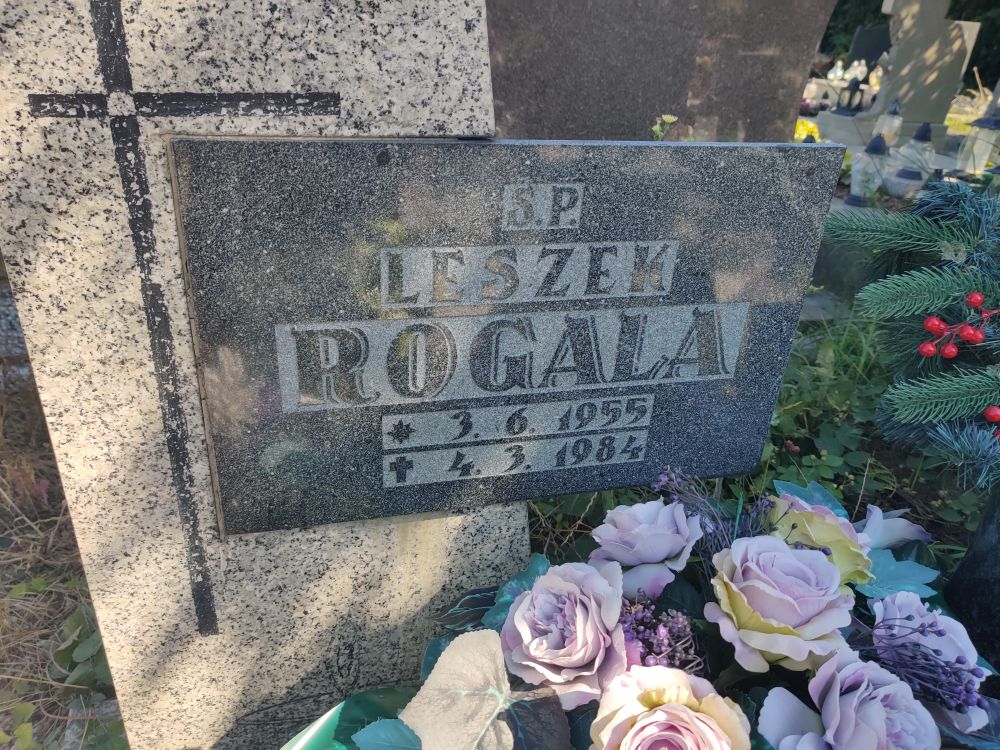 Ś.P.
LESZEK
ROGALA
* 3. 6. 1955
✝ 4. 3. 1984